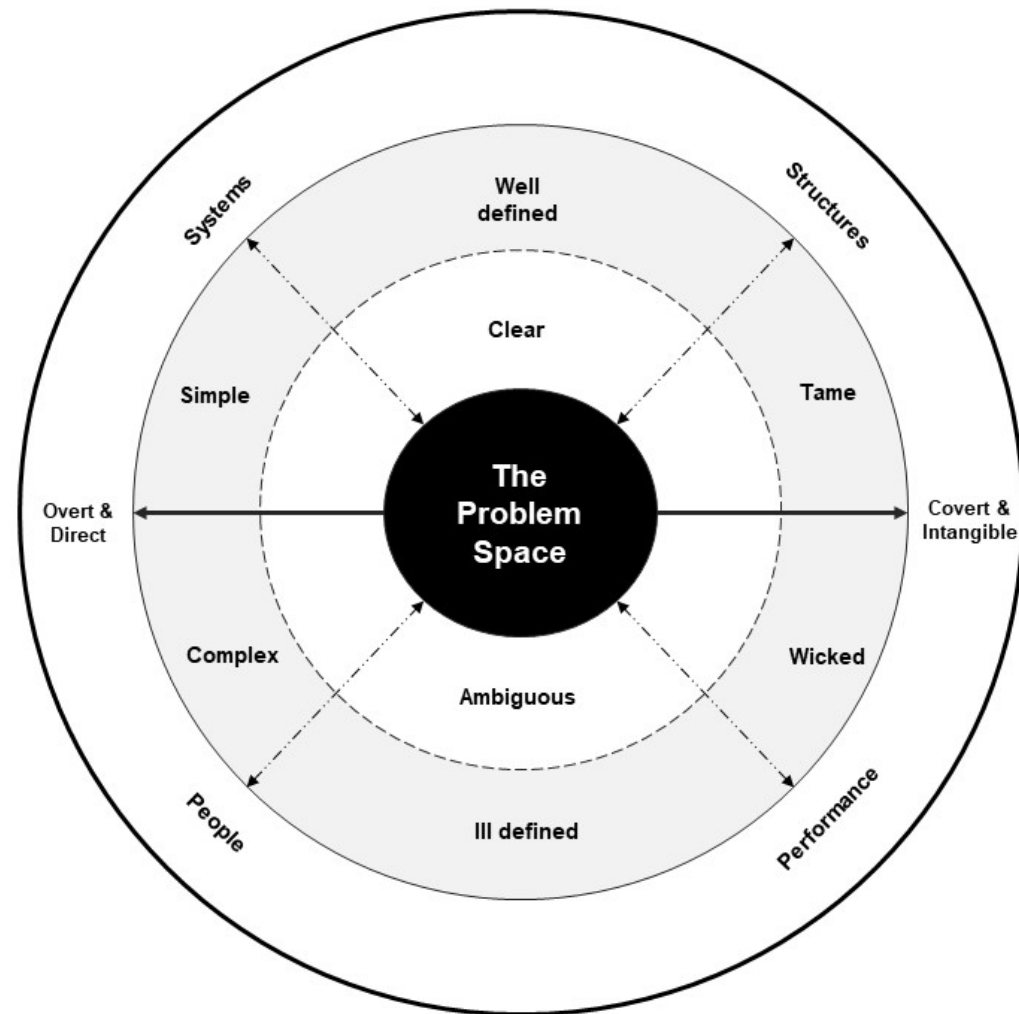 Systems
Structures
Well
defined
Clear
Simple
Tame
The
Problem
Space
Overt &
Direct
Covert &
Intangible
Complex
Wicked
Ambiguous
People
Performance
Ill defined